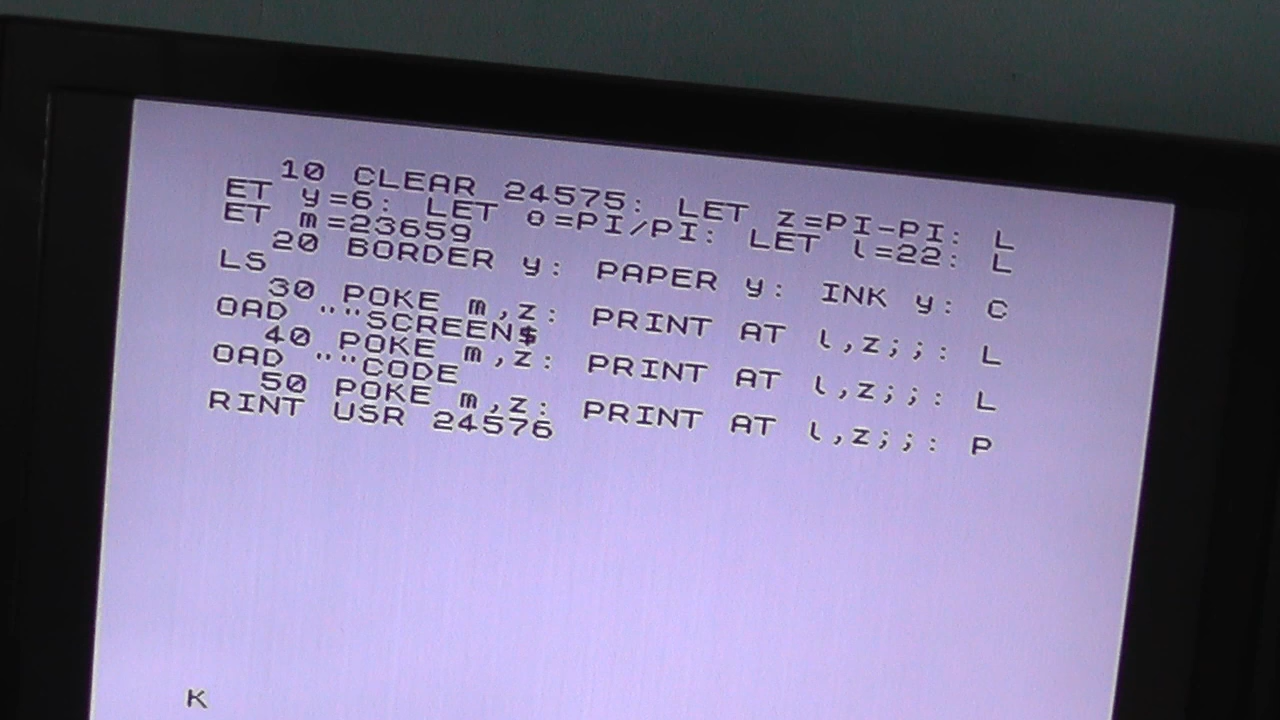 10 CLEAR 24575: LET z=PI-PI: L
ET y=6: LET o=PI/PI: LET l=22: L
ET m=23659
20 BORDER y: PAPER y: INK y: C
LS
30 POKE m,z: PRINT AT l,z;;: L
OAD ""SCREEN$
40 POKE m,z: PRINT AT l,z;;: L
OAD ""CODE
50 POKE m,z: PRINT AT l,z;;: P
RINT USR 24576
K